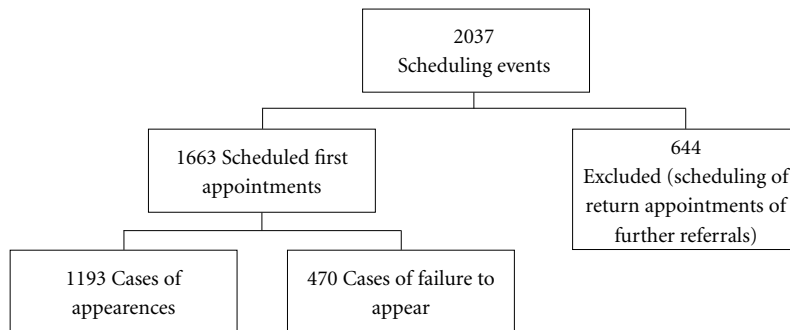 2037
Scheduling events
1663 Scheduled first
appointments
644
Excluded (scheduling of
return appointments of
further referrals)
1193 Cases of
appearences
470 Cases of failure to
appear